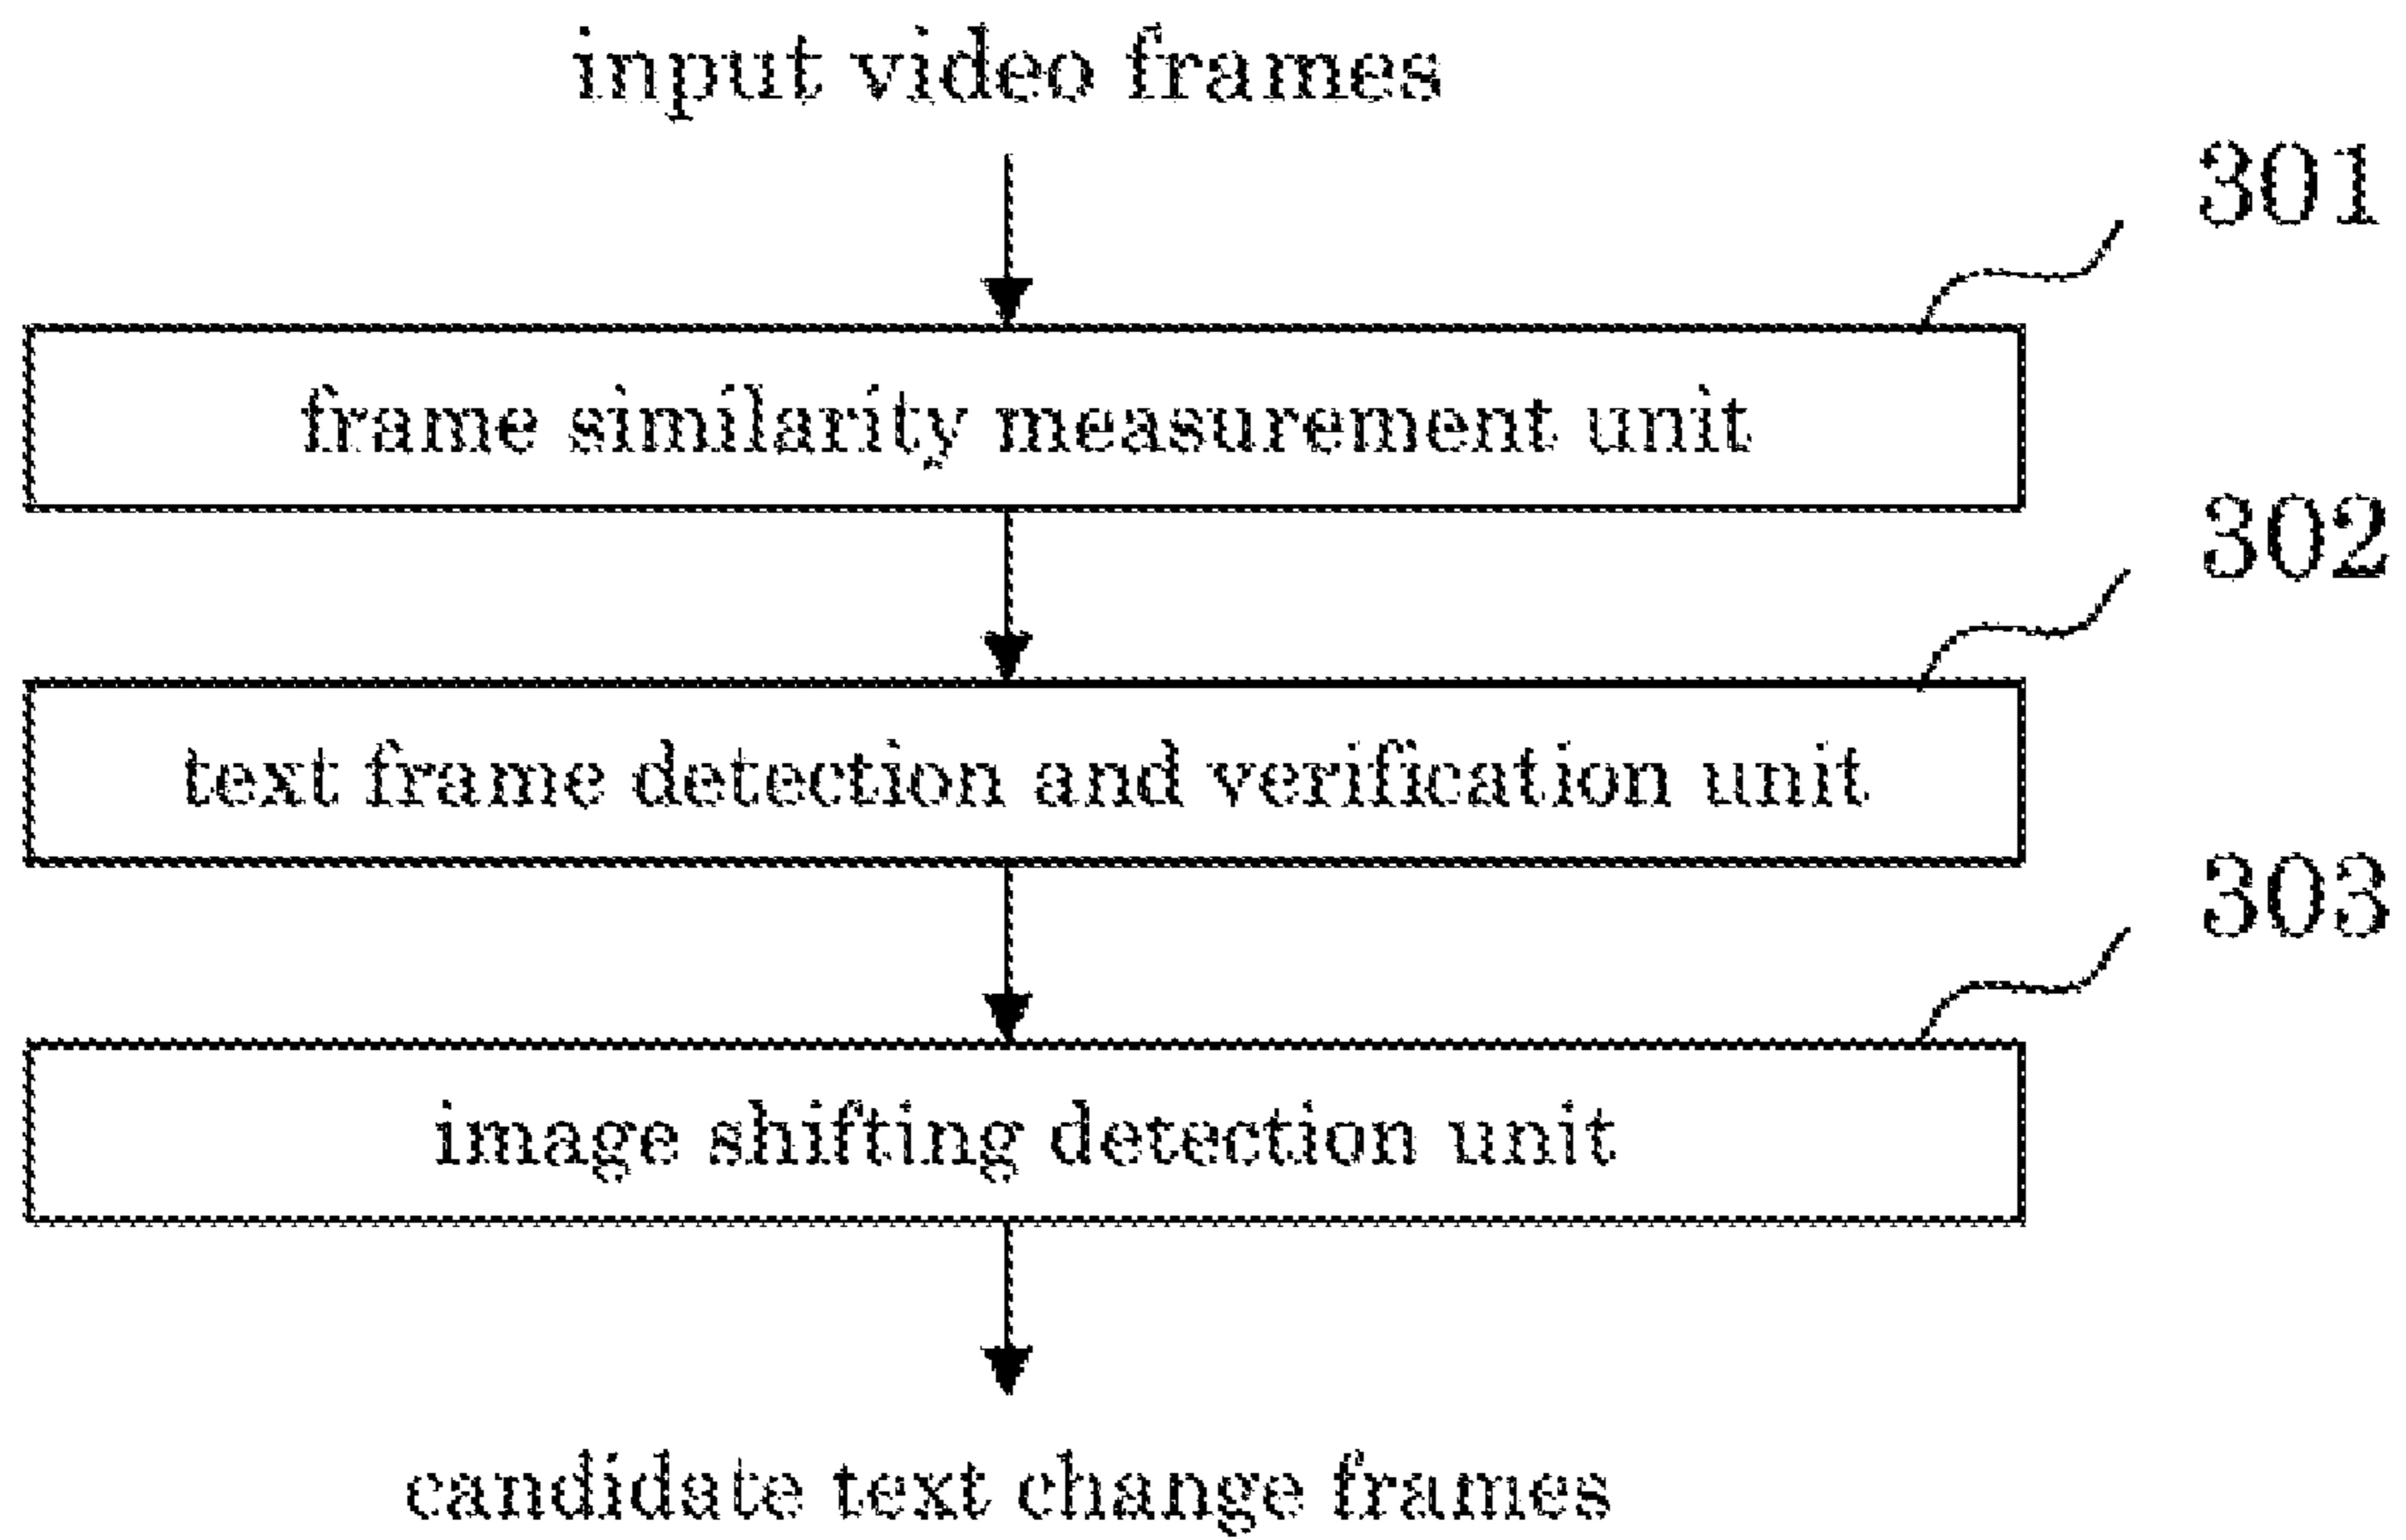 input video frames
301
frame similarity measurement unit
302
text frame detection and verification unit
303
image shifting detection unit
candidate text change frames